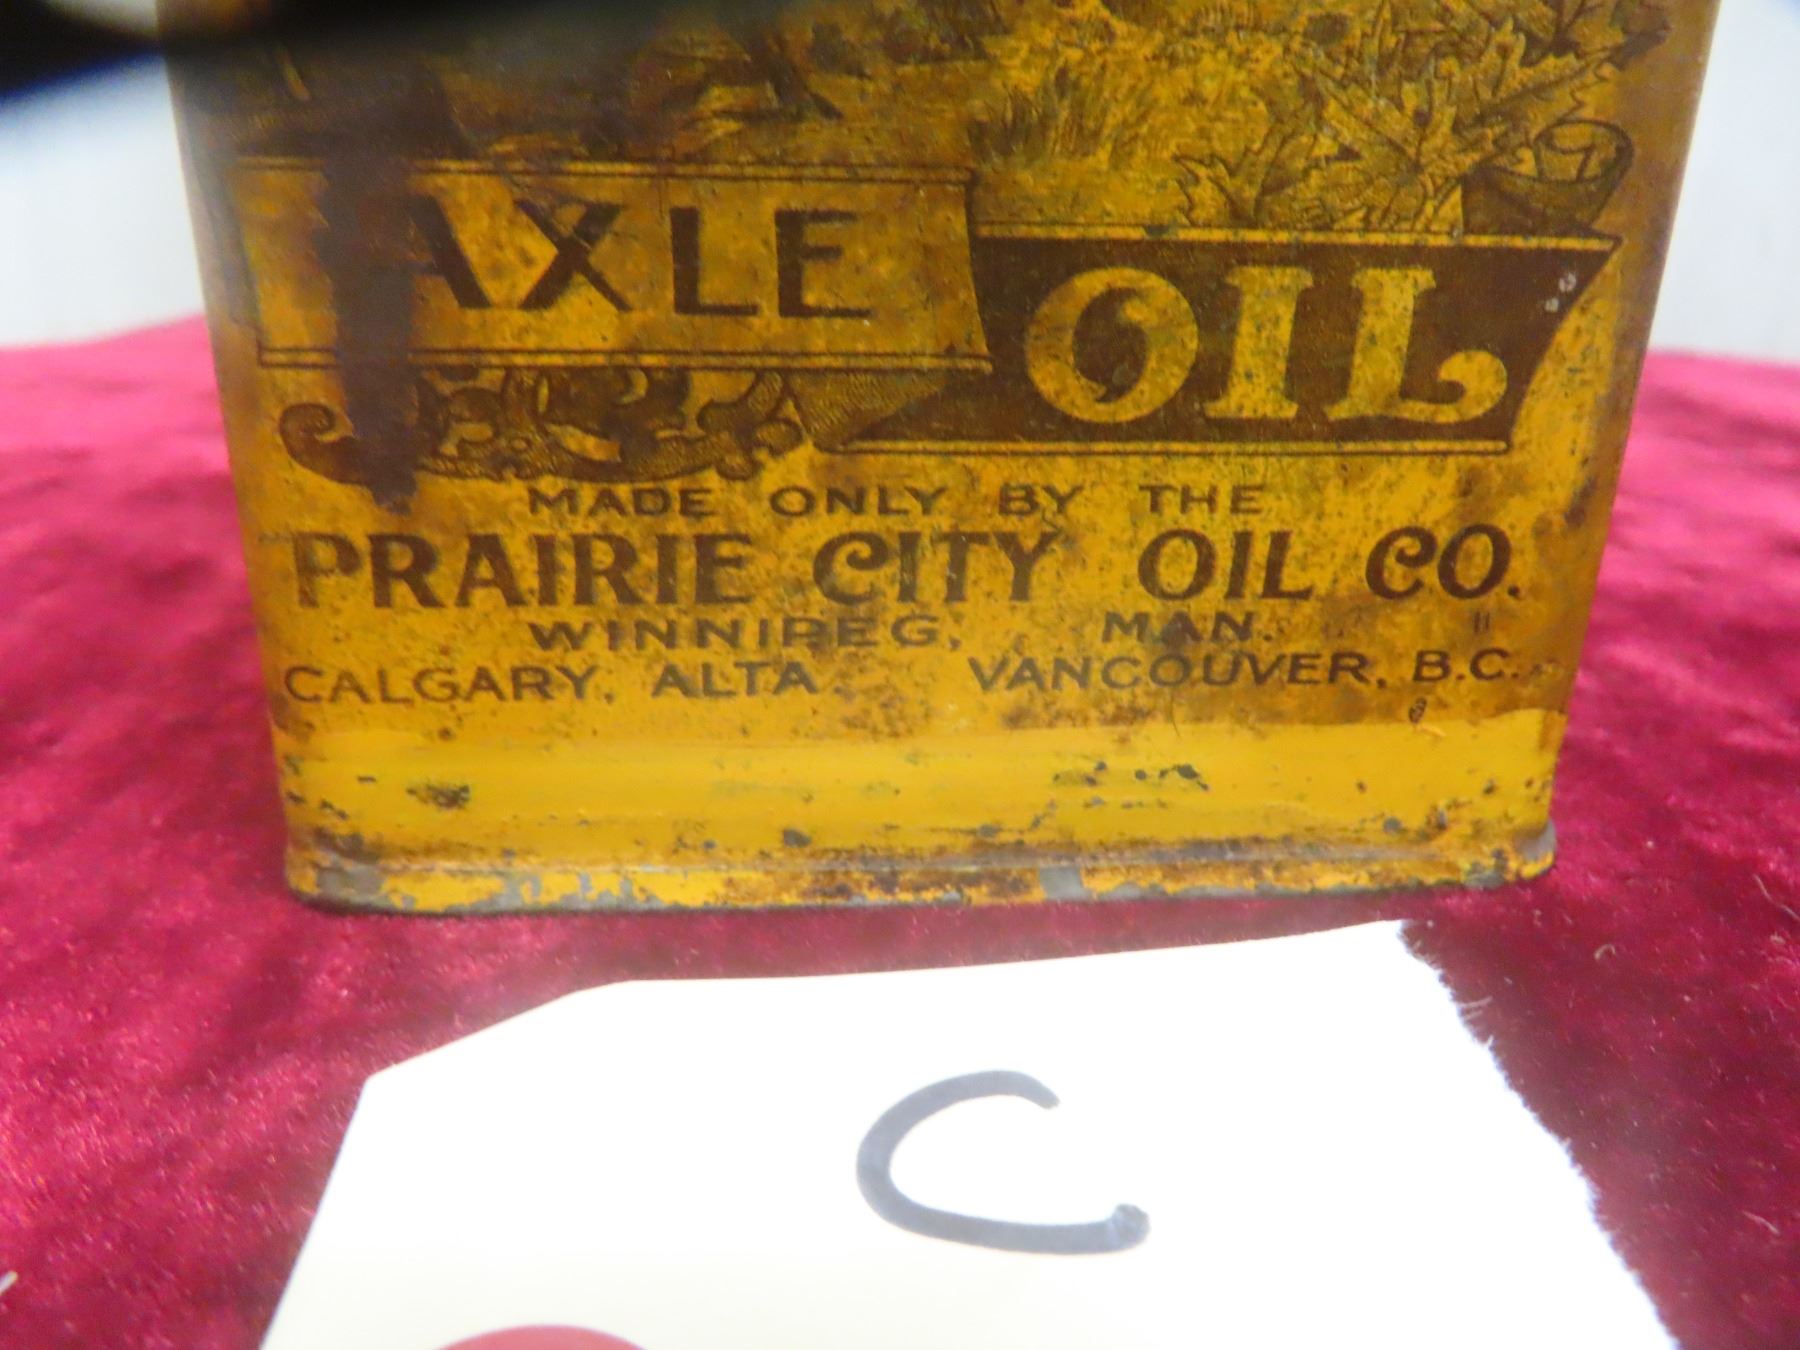 AXLE
OIL
MADE ONLY BY THE
PRAIRIE CITY OIL CO.
WINNIPEG, MAN.
CALGARY, ALTA. VANCOUVER, B.C.
C